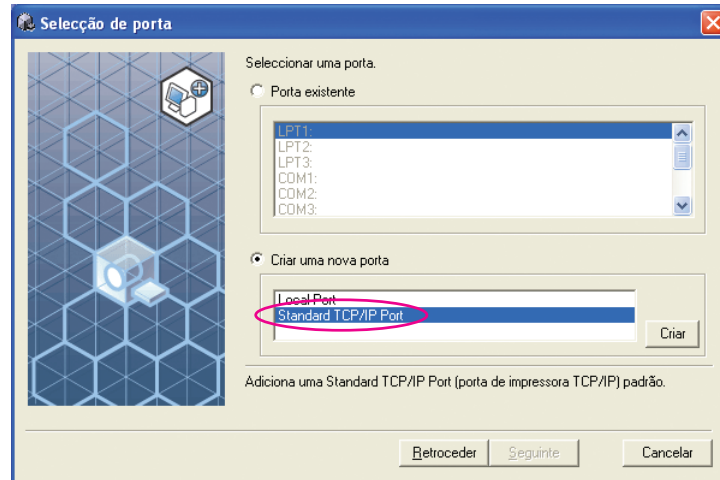 Selecção de porta
Seleccionar uma porta.
Porta existente
LPT1:
LPT2:
LPT3:
COM1:
COM2:
COM3:
Criar uma nova porta
Local Port
Standard TCP/IP Port
Criar
Adiciona uma Standard TCP/IP Port (porta de impressora TCP/IP) padrão.
Retroceder Seguinte Cancelar